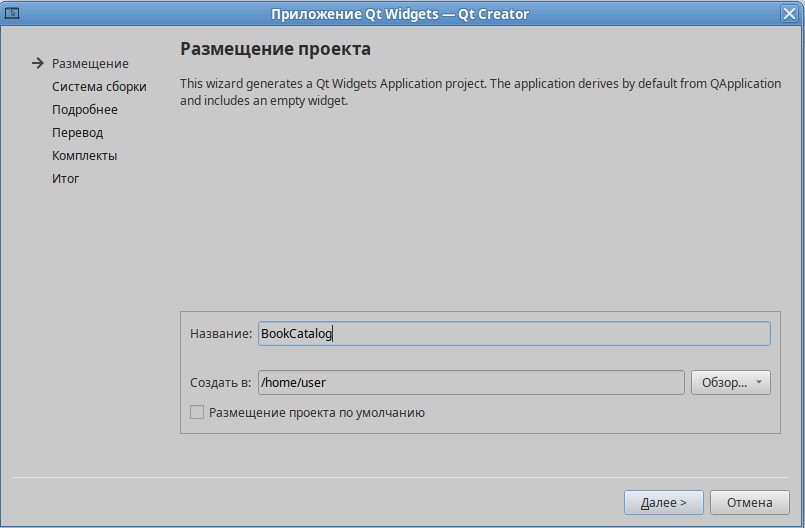 Приложение Qt Widgets — Qt Creator
Размещение
Система сборки
Подробнее
Перевод
Комплекты
Итог
Размещение проекта
This wizard generates a Qt Widgets Application project. The application derives by default from QApplication
and includes an empty widget.
Название: BookCatalog
Создать в: /home/user Обзор...
Размещение проекта по умолчанию
Далее > Отмена